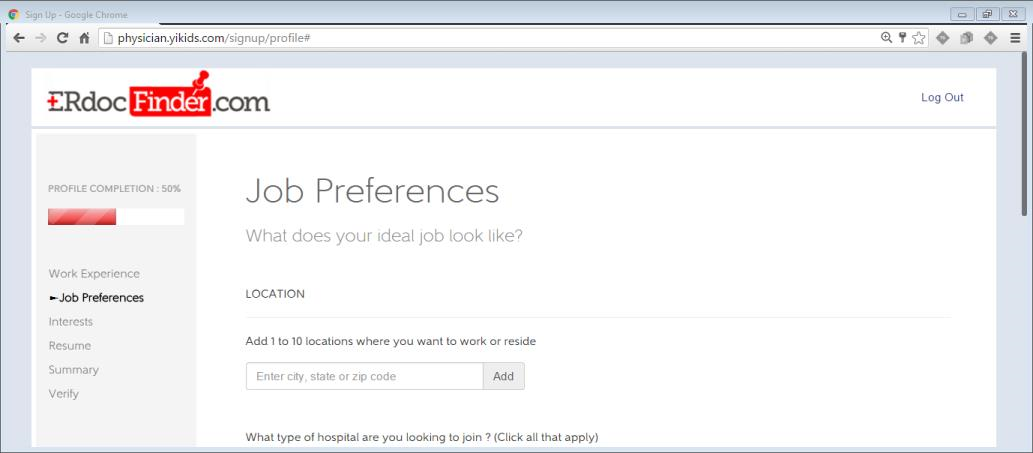 Sign Up - Google Chrome
physician.yikids.com/signup/profile#
ERdocFinder.com
Log Out
PROFILE COMPLETION : 50%
Work Experience
►Job Preferences
Interests
Resume
Summary
Verify
Job Preferences
What does your ideal job look like?
LOCATION
Add 1 to 10 locations where you want to work or reside
Enter city, state or zip code
Add
What type of hospital are you looking to join ? (Click all that apply)